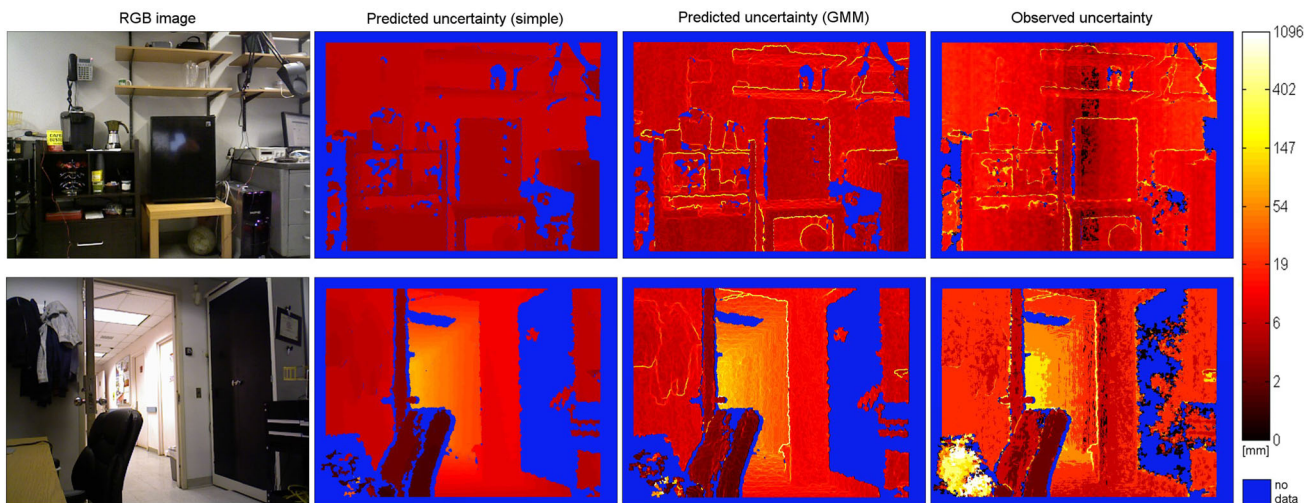 RGB image
Predicted uncertainty (simple)
Predicted uncertainty (GMM)
Observed uncertainty
1096
402
147
54
19
6
2
0
[mm]
no
data